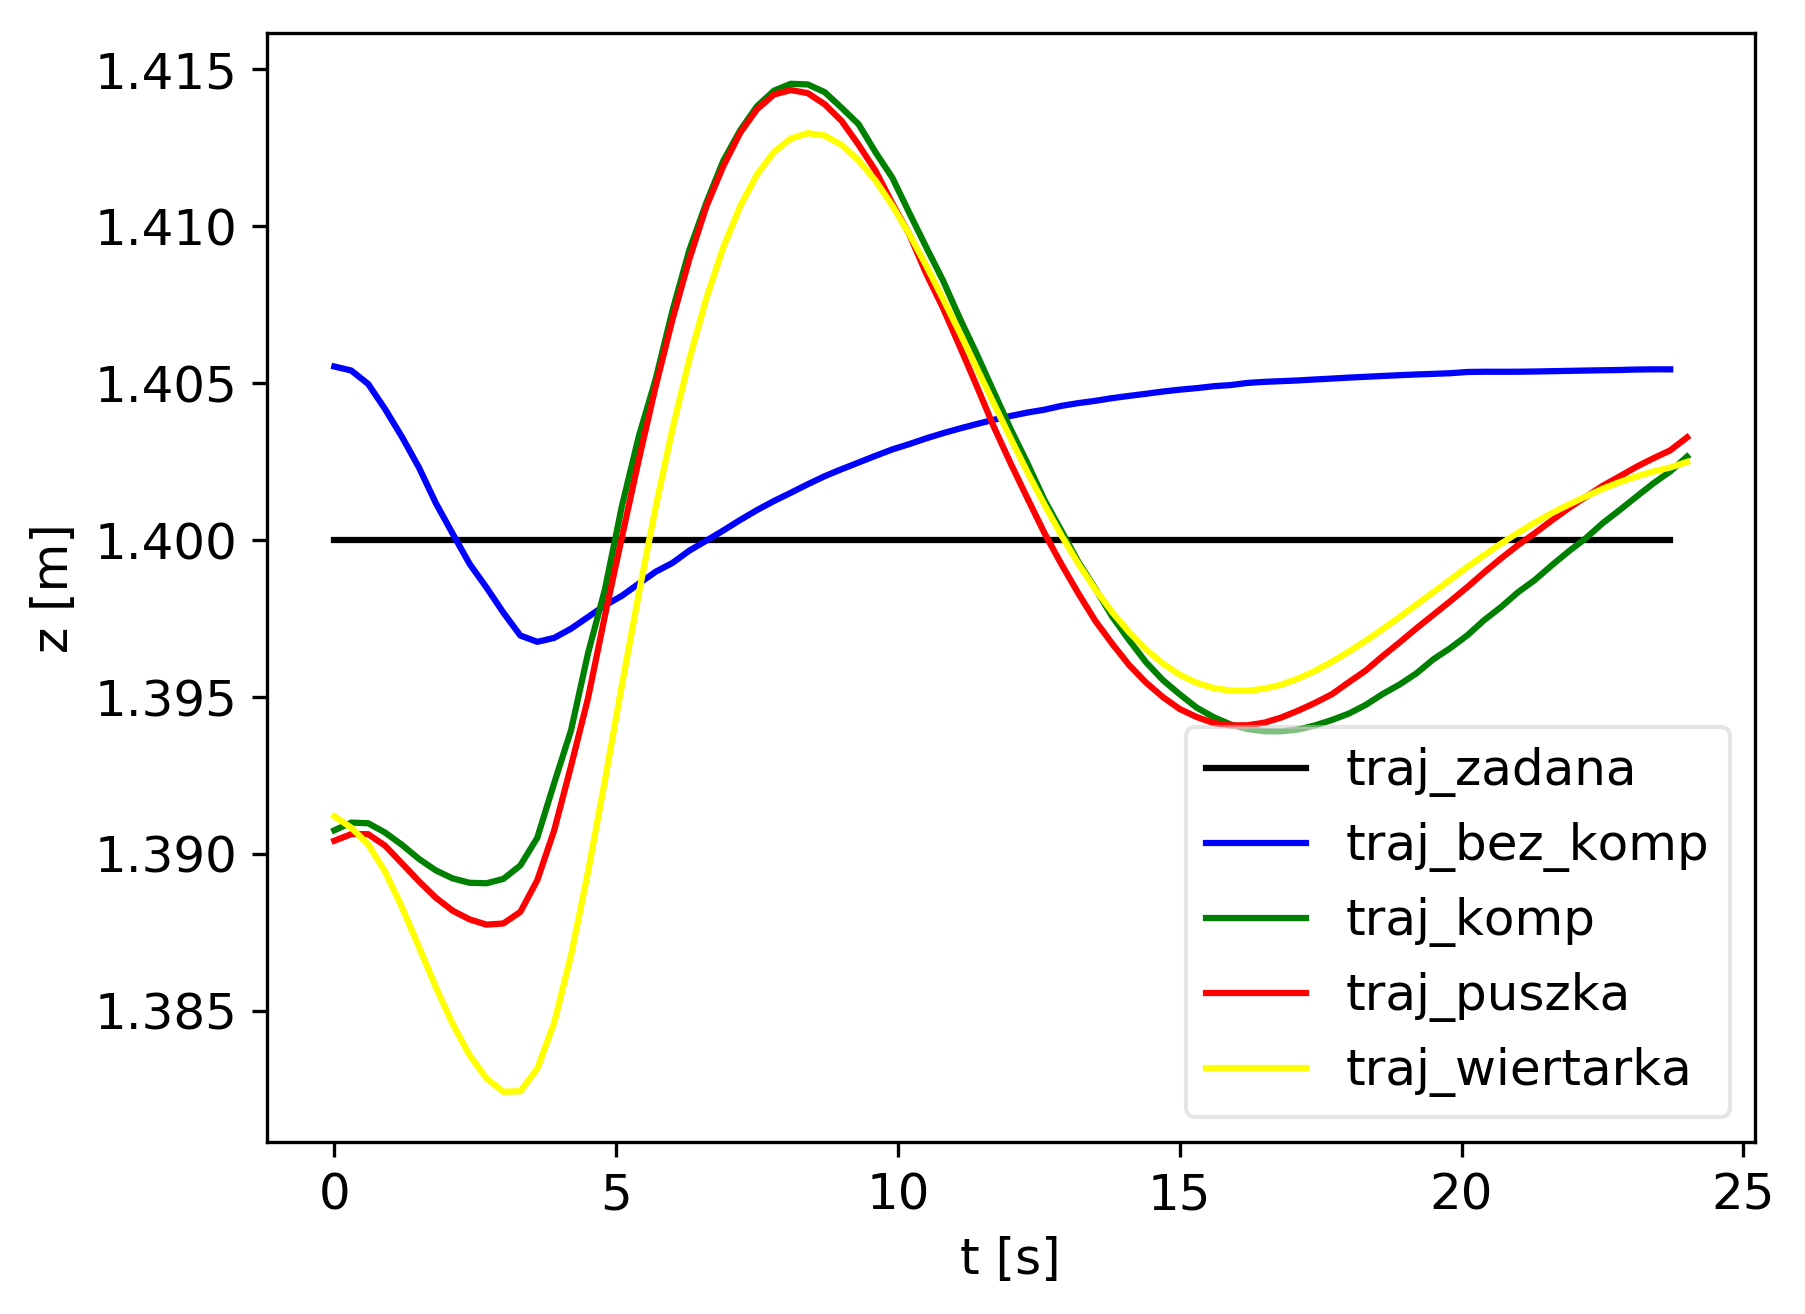 1.415
1.410
1.405
1.400
1.395
1.390
1.385
z [m]
traj_zadana
traj_bez_komp
traj_komp
traj_puszka
traj_wiertarka
0 5 10 15 20 25
t [s]